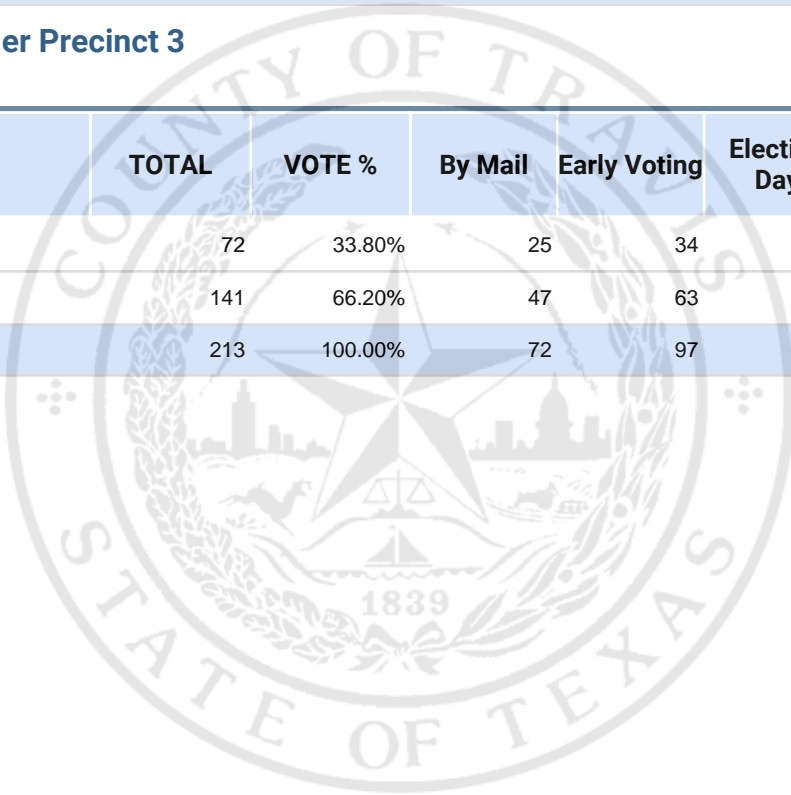 er Precinct 3
TOTAL VOTE % By Mail Early Voting Electi
Day
72 33.80% 25 34
141 66.20% 47 63
213 100.00% 72 97
COUNTY OF TRAVIS
1839
STATE OF TEXAS